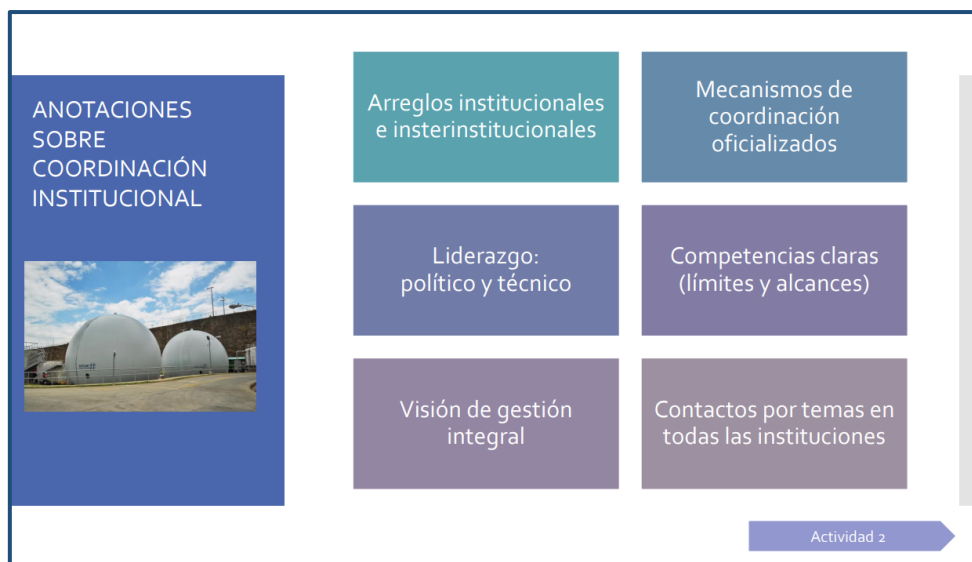 ANOTACIONES
SOBRE
COORDINACIÓN
INSTITUCIONAL
Arreglos institucionales
e insterinstitucionales
Mecanismos de
coordinación
oficializados
Liderazgo:
político y técnico
Competencias claras
(límites y alcances)
Visión de gestión
integral
Contactos por temas en
todas las instituciones
Actividad 2